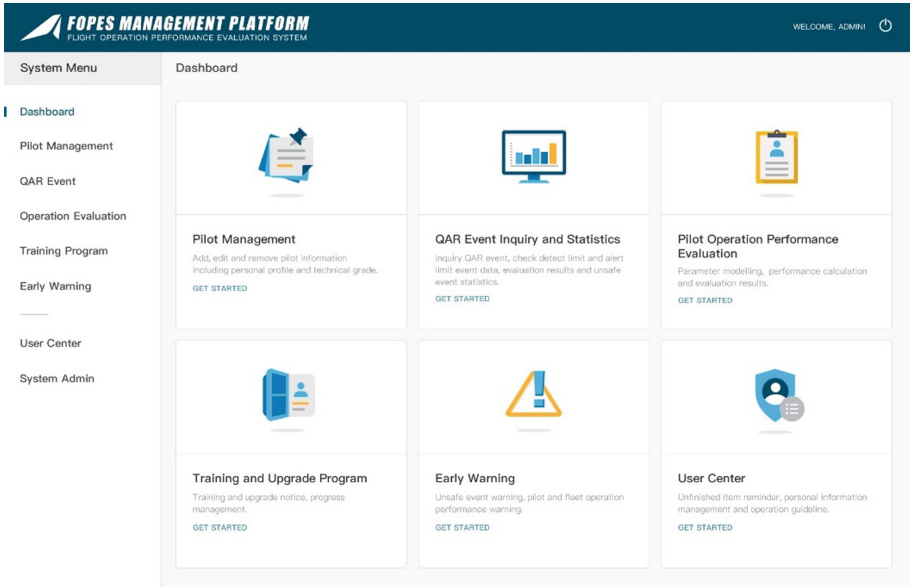 FOPES MANAGEMENT PLATFORM
FLIGHT OPERATION PERFORMANCE EVALUATION SYSTEM
WELCOME, ADMIN!
System Menu
Dashboard
Pilot Management
QAR Event
Operation Evaluation
Training Program
Early Warning
User Center
System Admin
Dashboard
Pilot Management
Add, edit and remove pilot information
including personal profile and technical grade.
GET STARTED
QAR Event Inquiry and Statistics
Inquiry QAR event, check detect limit and alert
limit event data, evaluation results and unsafe
event statistics.
GET STARTED
Pilot Operation Performance
Evaluation
Parameter modelling, performance calculation
and evaluation results.
GET STARTED
Training and Upgrade Program
Training and upgrade notice, progress
management.
GET STARTED
Early Warning
Unsafe event warning, pilot and fleet operation
performance warning.
GET STARTED
User Center
Unfinished item reminder, personal information
management and operation guideline.
GET STARTED